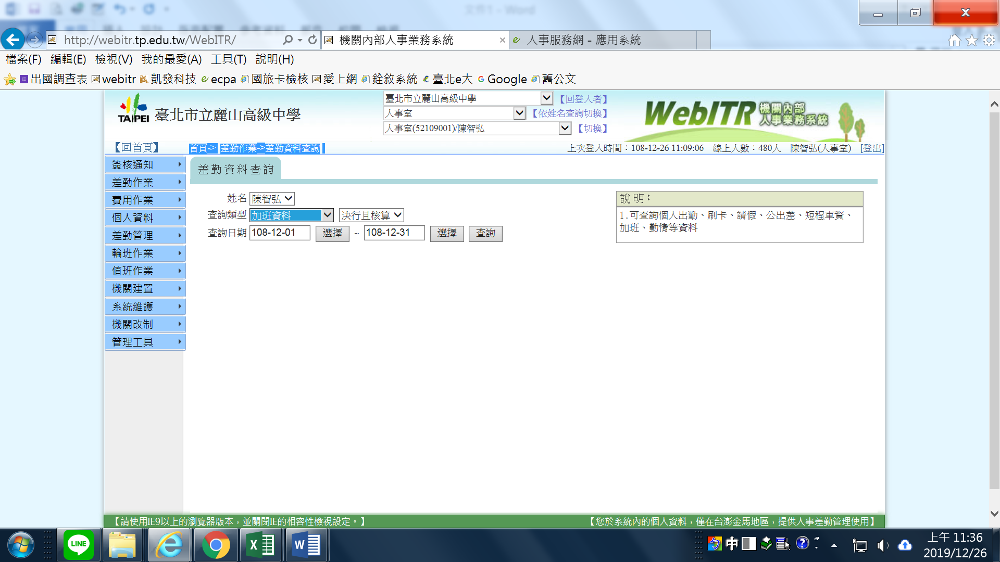 文件1 - Word
http://webitr.tp.edu.tw/WebITR/
機關內部人事業務系統
人事服務網 - 應用系統
檔案(F) 編輯(E) 檢視(V) 我的最愛(A) 工具(T) 說明(H)
出國調查表 webitr 凱發科技 ecpa 國旅卡檢核 愛上網 銓敘系統 臺北e大 Google 舊公文
TAIPEI 臺北市立麗山高級中學
臺北市立麗山高級中學 【回登入者】
人事室 【依姓名查詢切換】
人事室(52109001)/陳智弘 【切換】
WebITR 機關內部人事業務系統
【回首頁】 首頁-> 差勤作業->差勤資料查詢 上次登入時間：108-12-26 11:09:06 線上人數：480人 陳智弘(人事室) [登出]
簽核通知
差勤作業
費用作業
個人資料
差勤管理
輪班作業
值班作業
機關建置
系統維護
機關改制
管理工具
差勤資料查詢
姓名 陳智弘
查詢類型 加班資料 決行且核算
查詢日期 108-12-01 選擇 ~ 108-12-31 選擇 查詢
說明：
1.可查詢個人出勤、刷卡、請假、公出差、短程車資、
加班、勤惰等資料
【請使用IE9以上的瀏覽器版本，並關閉IE的相容性檢視設定。】 【您於系統內的個人資料，僅在台澎金馬地區，提供人事差勤管理使用】
LINE
中
上午 11:36
2019/12/26